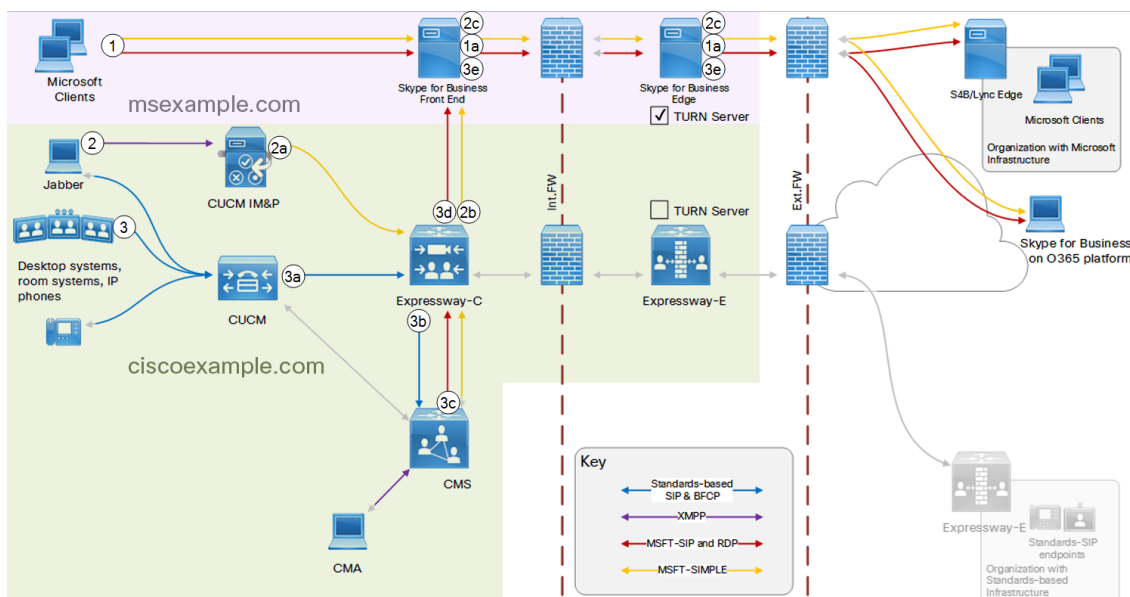 1
2c
1a
3e
2c
1a
3e
Microsoft
Clients
Skype for Business
Front End
Skype for Business
Edge
S4B/Lync Edge
Microsoft Clients
Organization with Microsoft
Infrastructure
msexample.com
TURN Server
2
2a
Jabber
CUCM IM&P
Int.FW
Ext.FW
3d
2b
TURN Server
3
Skype for Business
on O365 platform
Desktop systems,
room systems, IP
phones
3a
CUCM
Expressway-C
Expressway-E
3b
ciscoexample.com
3c
CMS
CMA
Key
Standards-based
SIP & BFCP
XMPP
MSFT-SIP and RDP
MSFT-SIMPLE
Expressway-E
Standards-SIP
endpoints
Organization with
Standards-based
Infrastructure